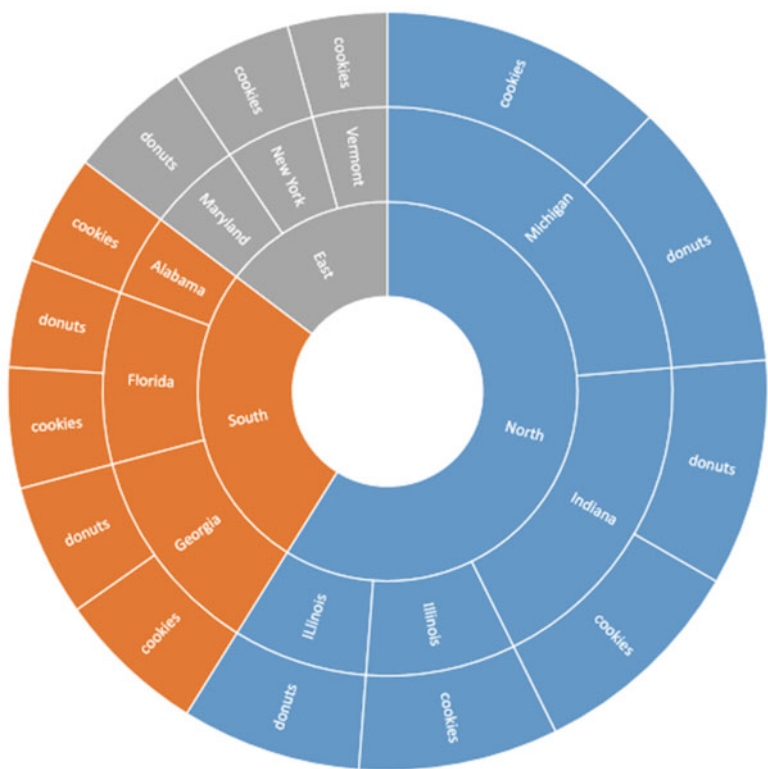 cookies
cookies
cookies
donuts
Vermont
New York
Maryland
East
Michigan
donuts
cookies
Alabama
donuts
Florida
cookies
South
North
donuts
Indiana
Georgia
donuts
cookies
ILlinois
Illinois
cookies
donuts
cookies